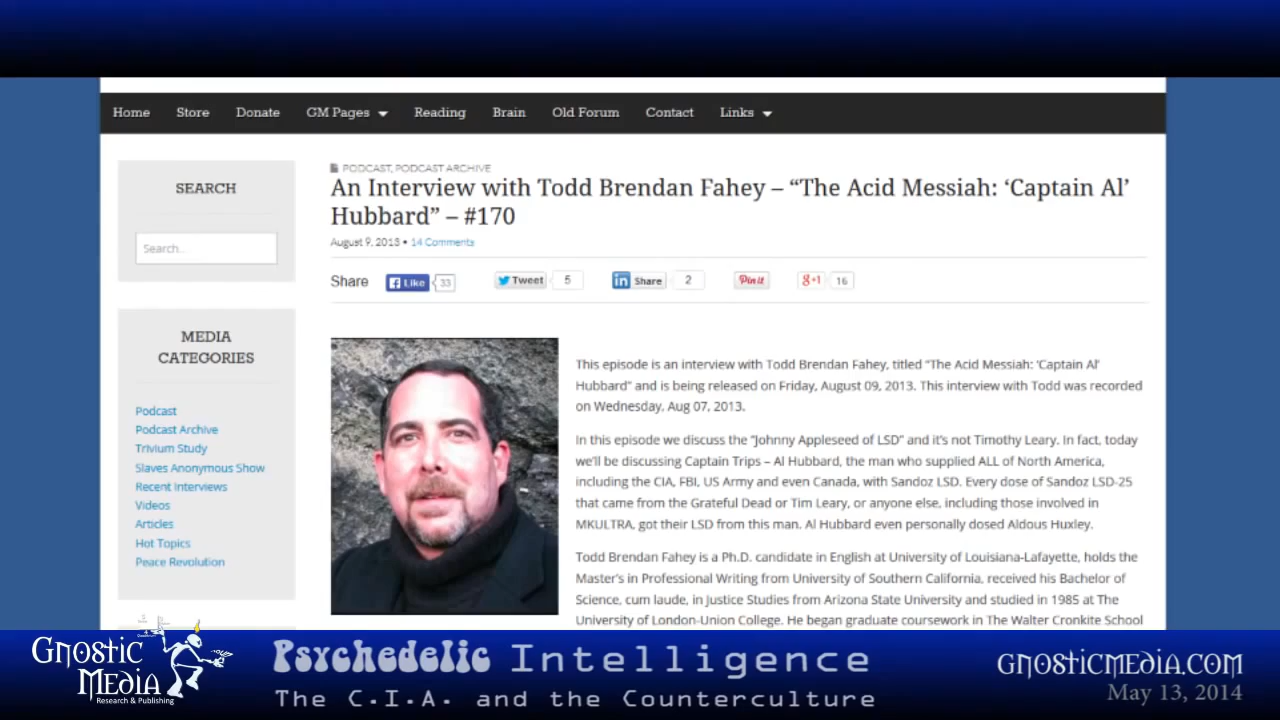 Home Store Donate GM Pages Reading Brain Old Forum Contact Links
SEARCH
Search...
MEDIA
CATEGORIES
Podcast
Podcast Archive
Trivium Study
Slaves Anonymous Show
Recent Interviews
Videos
Articles
Hot Topics
Peace Revolution
PODCAST, PODCAST ARCHIVE
An Interview with Todd Brendan Fahey – “The Acid Messiah: ‘Captain Al’
Hubbard” – #170
August 9, 2013 • 14 Comments
Share Like 33 Tweet 5 in Share 2 Pin it g+1 16
This episode is an interview with Todd Brendan Fahey, titled “The Acid Messiah: ‘Captain Al’
Hubbard” and is being released on Friday, August 09, 2013. This interview with Todd was recorded
on Wednesday, Aug 07, 2013.
In this episode we discuss the “Johnny Appleseed of LSD” and it’s not Timothy Leary. In fact, today
we’ll be discussing Captain Trips – Al Hubbard, the man who supplied ALL of North America,
including the CIA, FBI, US Army and even Canada, with Sandoz LSD. Every dose of Sandoz LSD-25
that came from the Grateful Dead or Tim Leary, or anyone else, including those involved in
MKULTRA, got their LSD from this man. Al Hubbard even personally dosed Aldous Huxley.
Todd Brendan Fahey is a Ph.D. candidate in English at University of Louisiana-Lafayette, holds the
Master’s in Professional Writing from University of Southern California, received his Bachelor of
Science, cum laude, in Justice Studies from Arizona State University and studied in 1985 at The
University of London-Union College. He began graduate coursework in The Walter Cronkite School
Gnostic
Media
Research & Publishing
Psychedelic Intelligence
The C.I.A. and the Counterculture
GNOSTICMEDIA.COM
May 13, 2014